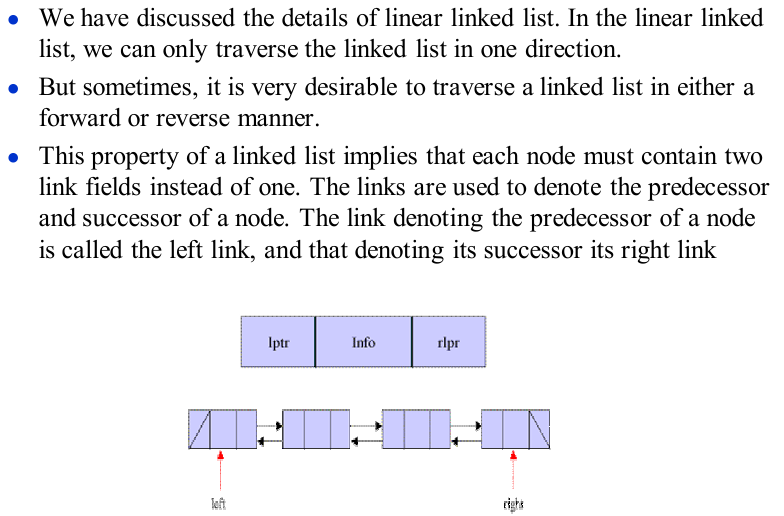 • We have discussed the details of linear linked list. In the linear linked
list, we can only traverse the linked list in one direction.
• But sometimes, it is very desirable to traverse a linked list in either a
forward or reverse manner.
• This property of a linked list implies that each node must contain two
link fields instead of one. The links are used to denote the predecessor
and successor of a node. The link denoting the predecessor of a node
is called the left link, and that denoting its successor its right link
lptr Info rlpr
left right